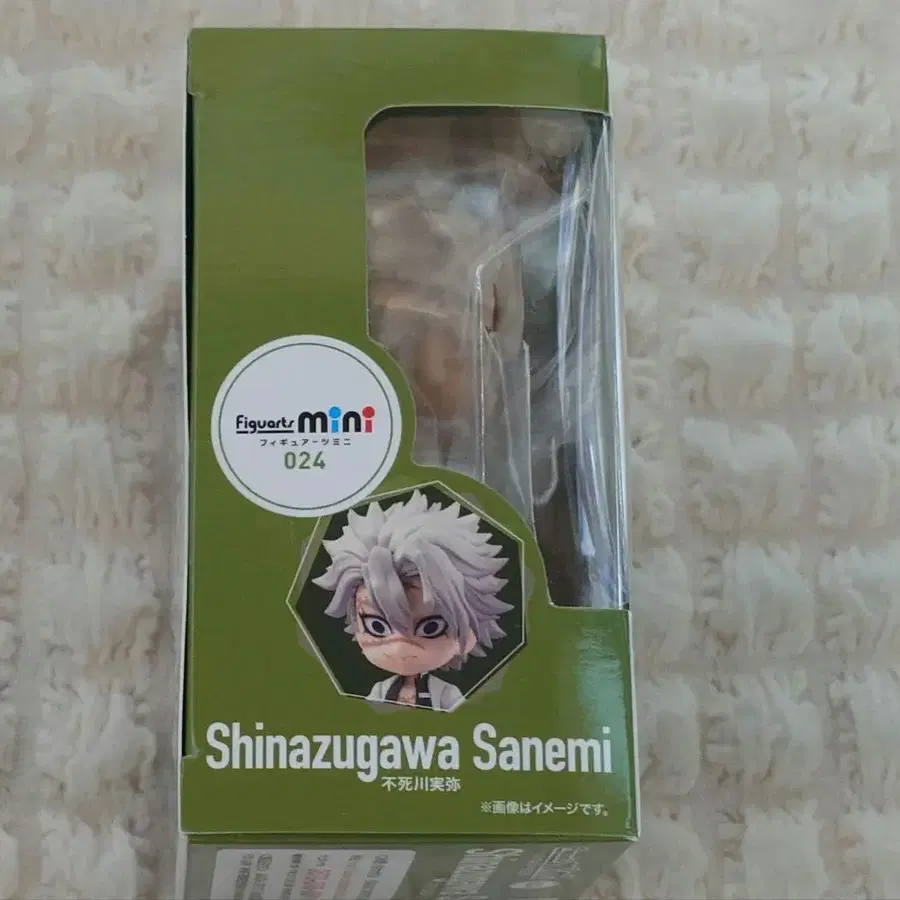 Figuarts mini
フィギュアーツミニ
024
Shinazugawa Sanemi
不死川実弥
※画像はイメージです。